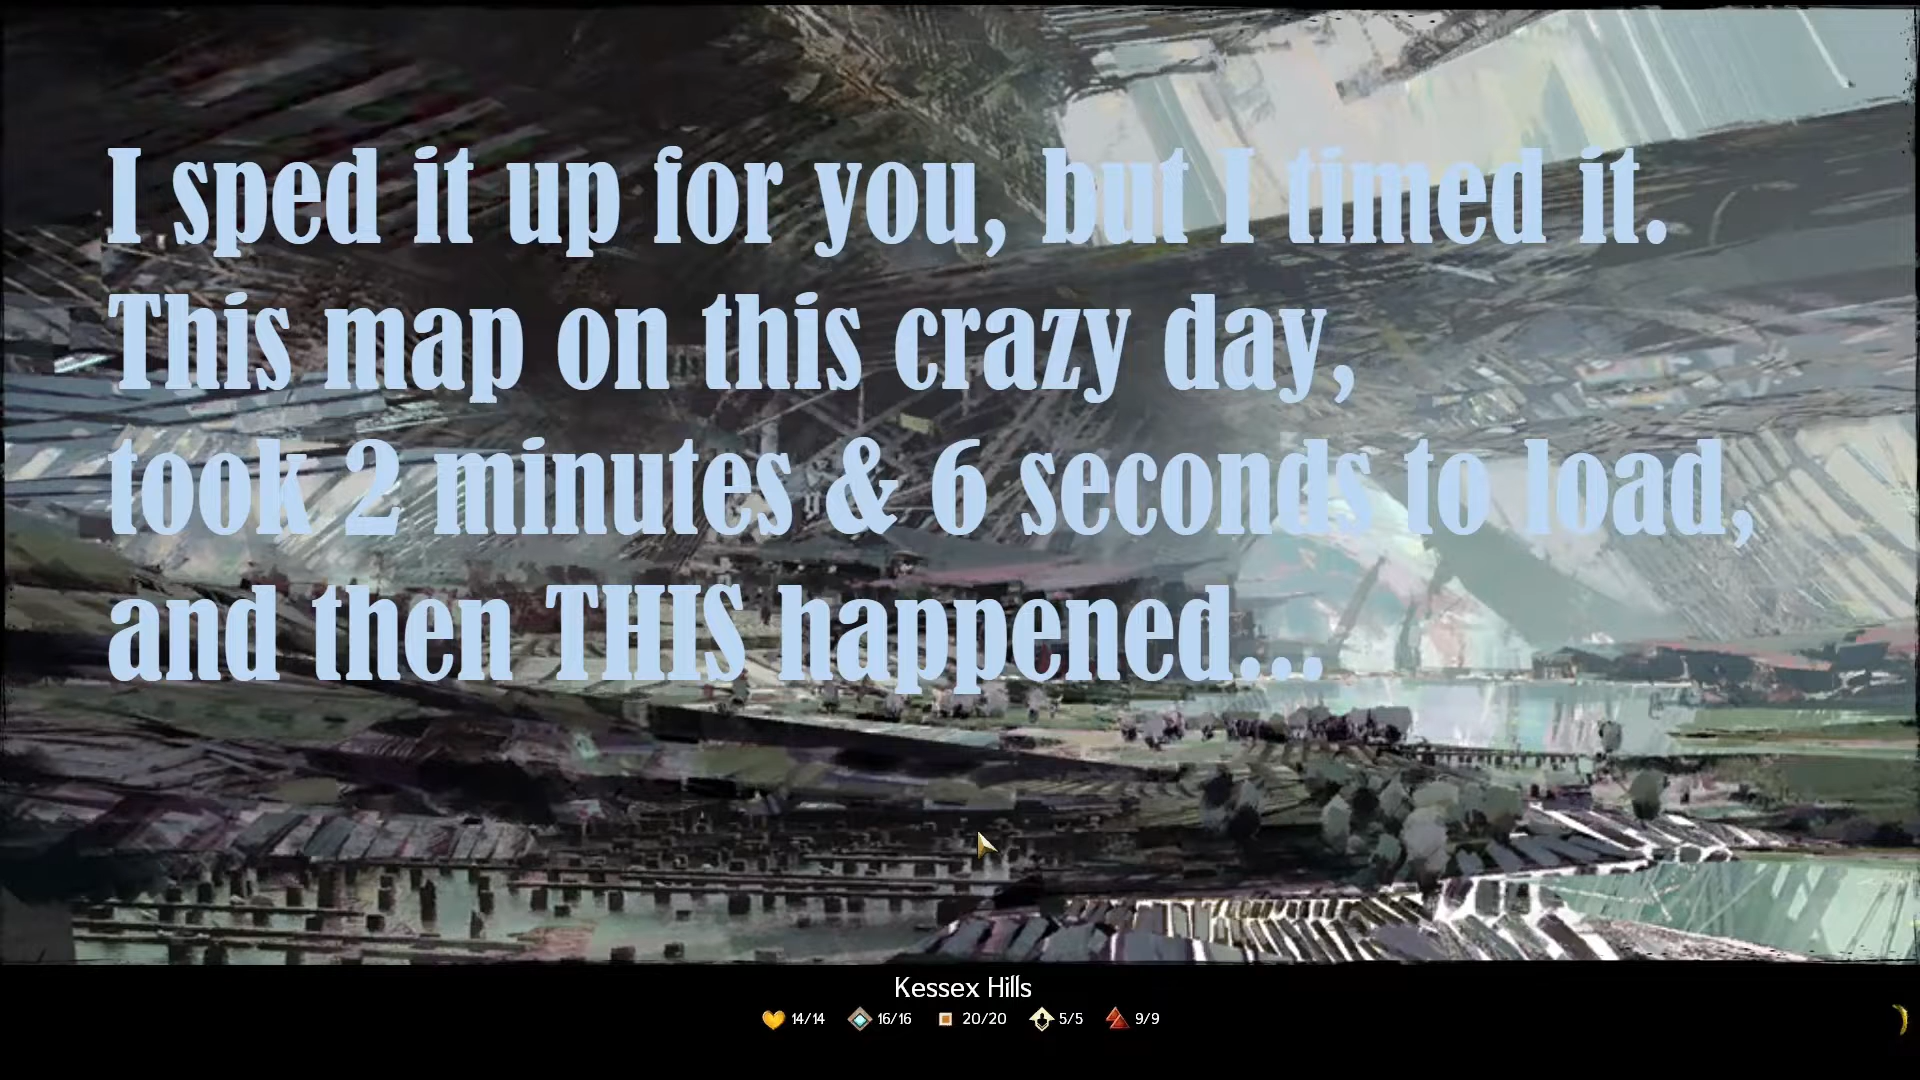 I sped it up for you, but I timed it.
This map on this crazy day,
took 2 minutes & 6 seconds to load,
and then THIS happened...
Kessex Hills
14/14 16/16 20/20 5/5 9/9